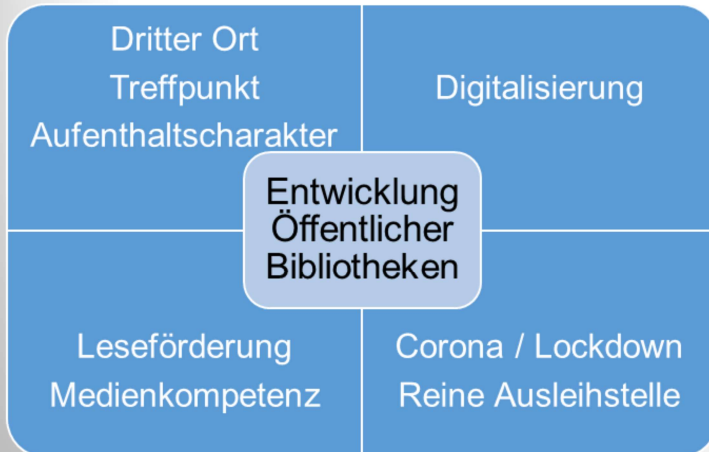 Dritter Ort
Treffpunkt
Aufenthaltscharakter
Digitalisierung
Entwicklung
Öffentlicher
Bibliotheken
Leseförderung
Medienkompetenz
Corona / Lockdown
Reine Ausleihstelle